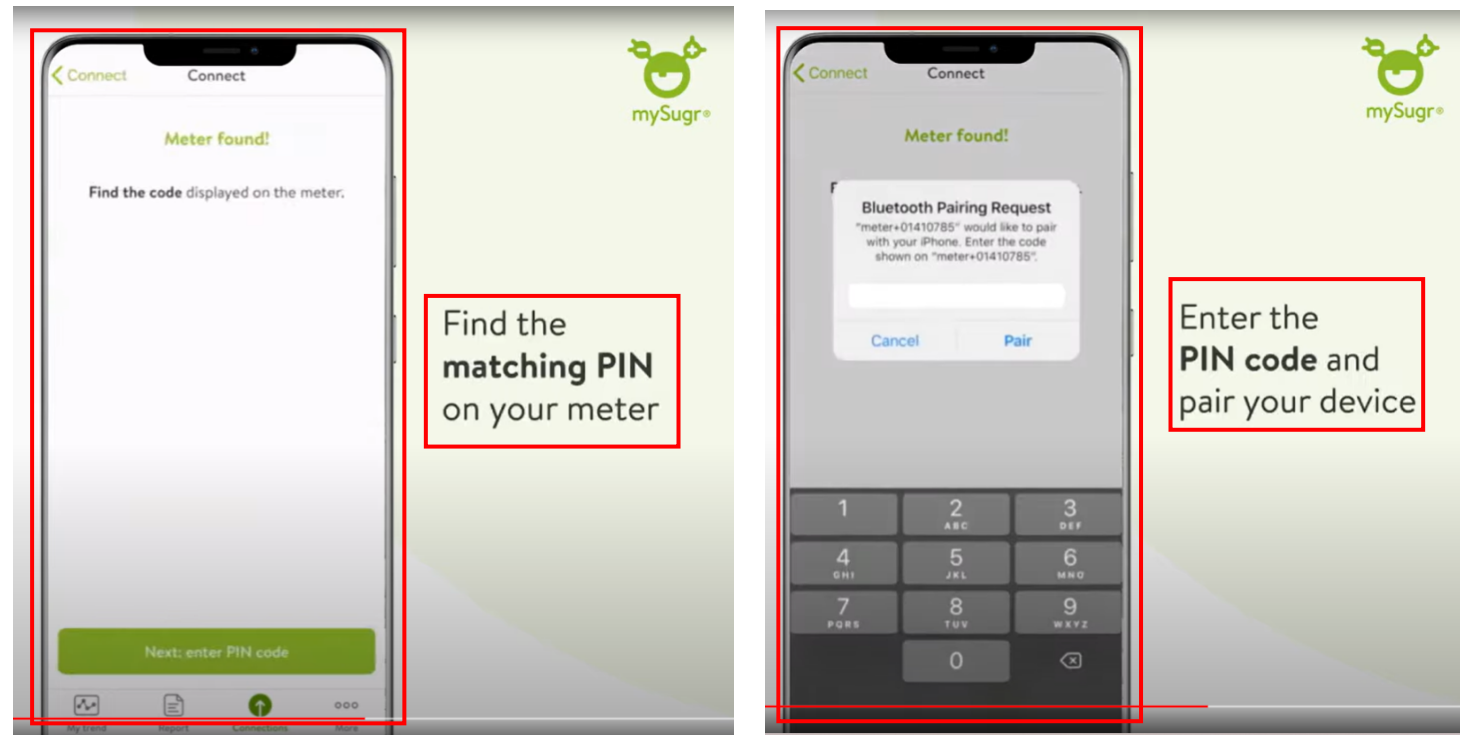 Connect
Connect
Meter found!
Find the code displayed on the meter.
Next: enter PIN code
My trend
Report
Connections
More
mySugr®
Find the
matching PIN
on your meter
Connect
Connect
Meter found!
F
Bluetooth Pairing Request
"meter+01410785" would like to pair
with your iPhone. Enter the code
shown on "meter+01410785".
Cancel
Pair
1 2 3
ABC DEF
4 5 6
GHI JKL MNO
7 8 9
PQRS TUV WXYZ
0
mySugr®
Enter the
PIN code and
pair your device